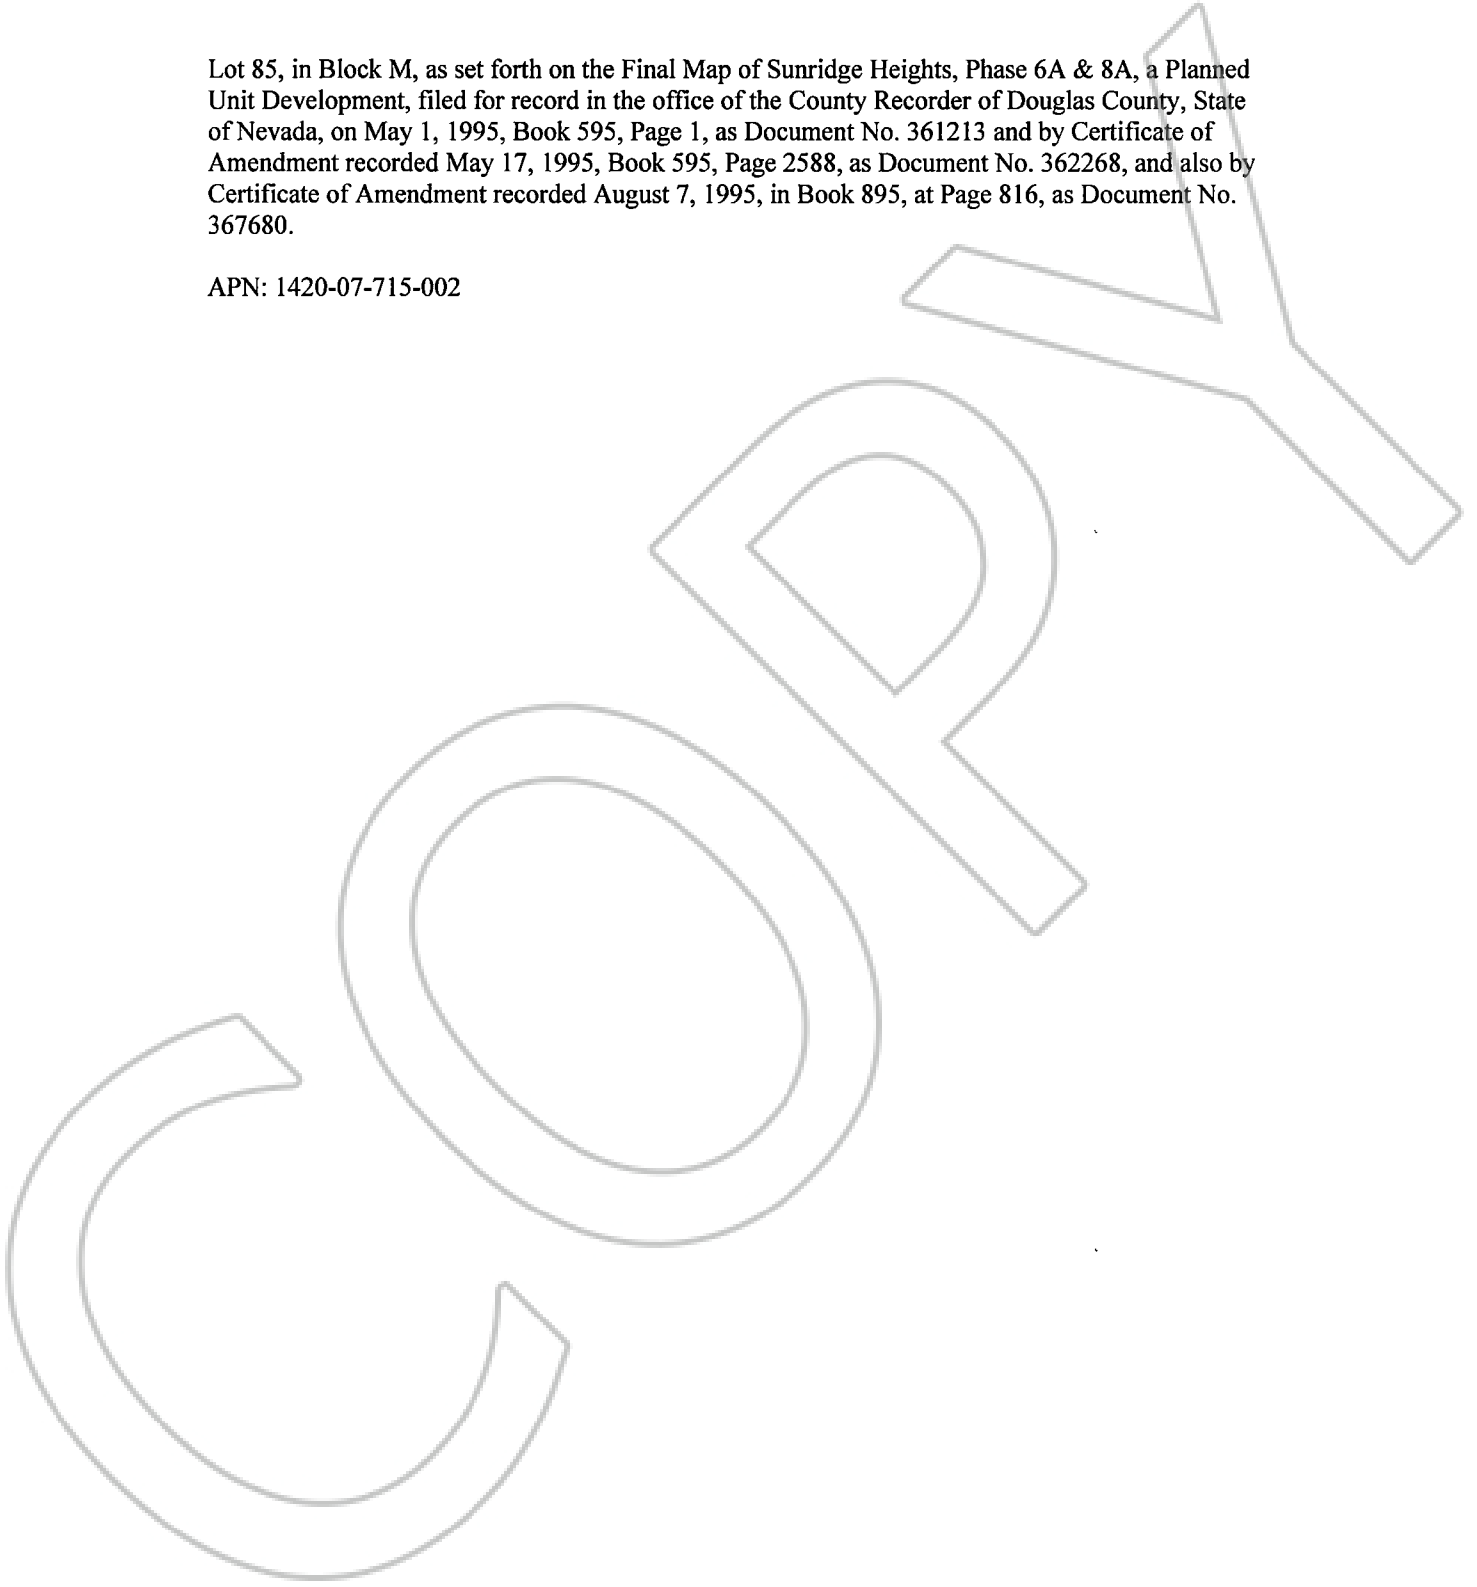 Lot 85, in Block M, as set forth on the Final Map of Sunridge Heights, Phase 6A & 8A, a Planned
Unit Development, filed for record in the office of the County Recorder of Douglas County, State
of Nevada, on May 1, 1995, Book 595, Page 1, as Document No. 361213 and by Certificate of
Amendment recorded May 17, 1995, Book 595, Page 2588, as Document No. 362268, and also by
Certificate of Amendment recorded August 7, 1995, in Book 895, at Page 816, as Document No.
367680.
APN: 1420-07-715-002
COPY